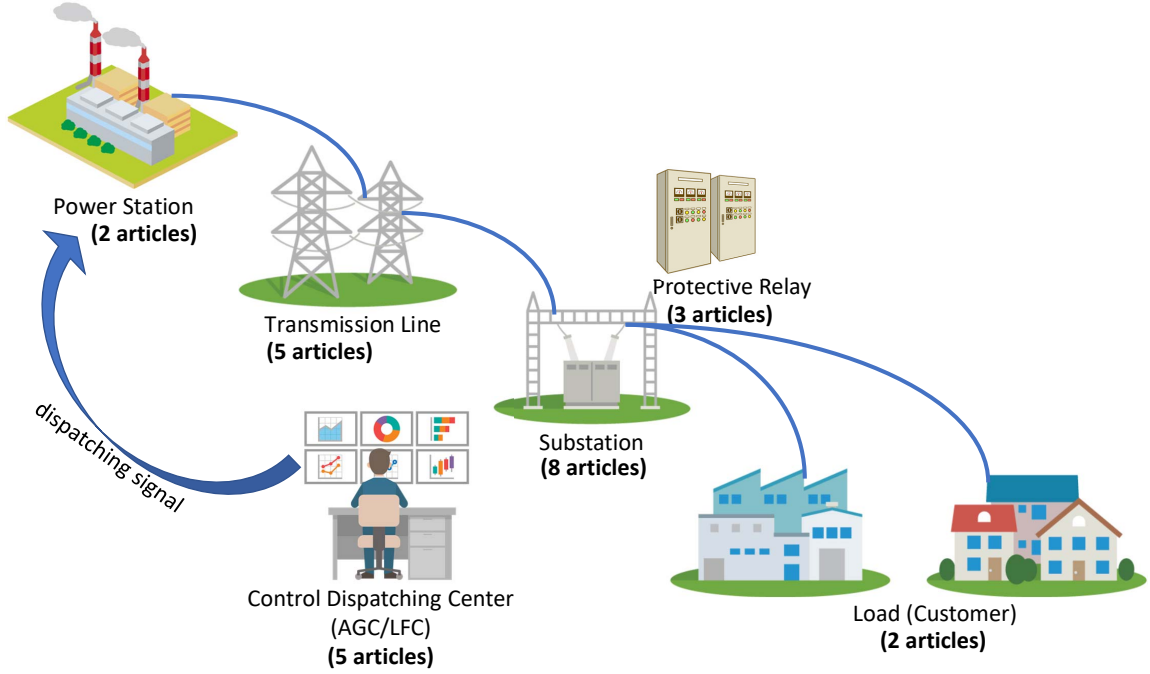 Power Station
(2 articles)
Transmission Line
(5 articles)
Protective Relay
(3 articles)
Substation
(8 articles)
dispatching signal
Control Dispatching Center
(AGC/LFC)
(5 articles)
Load (Customer)
(2 articles)